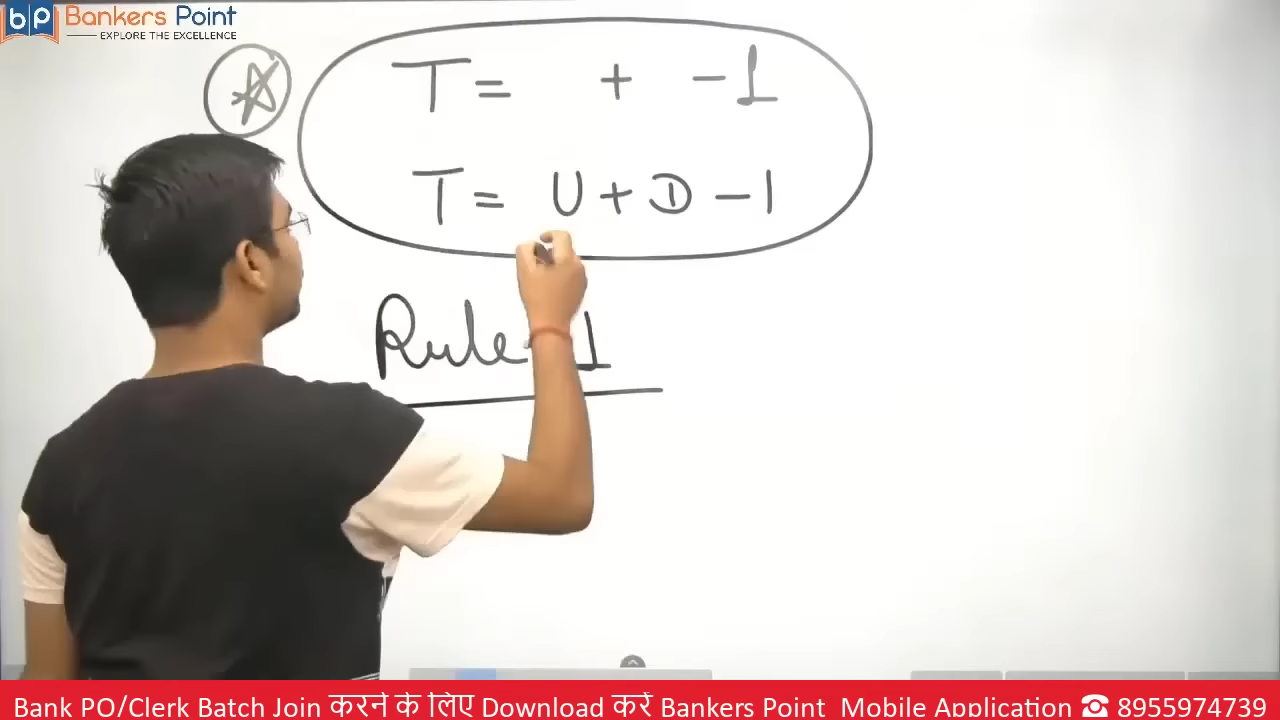 bp Bankers Point
EXPLORE THE EXCELLENCE
T = + -1
T = U + D - 1
Rule 1
Bank PO/Clerk Batch Join करने के लिए Download करें Bankers Point Mobile Application ☎ 8955974739